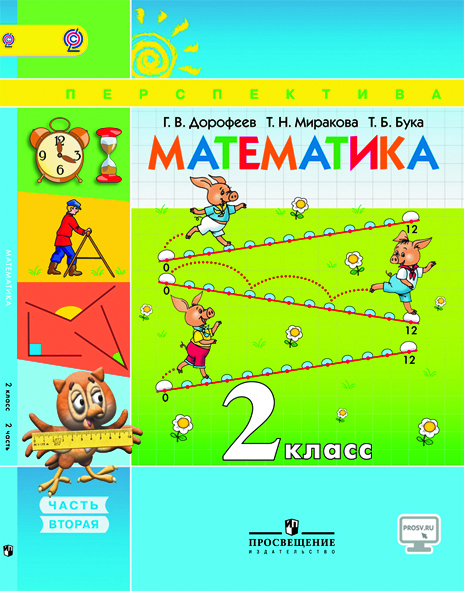 ПЕРСПЕКТИВА
Г. В. Дорофеев Т. Н. Миракова Т. Б. Бука
МАТЕМАТИКА
12
0
0
12
12
0
2 КЛАСС
ЧАСТЬ
ВТОРАЯ
ПРОСВЕЩЕНИЕ
ИЗДАТЕЛЬСТВО
PROSV.RU
МАТЕМАТИКА
2 класс 2 часть